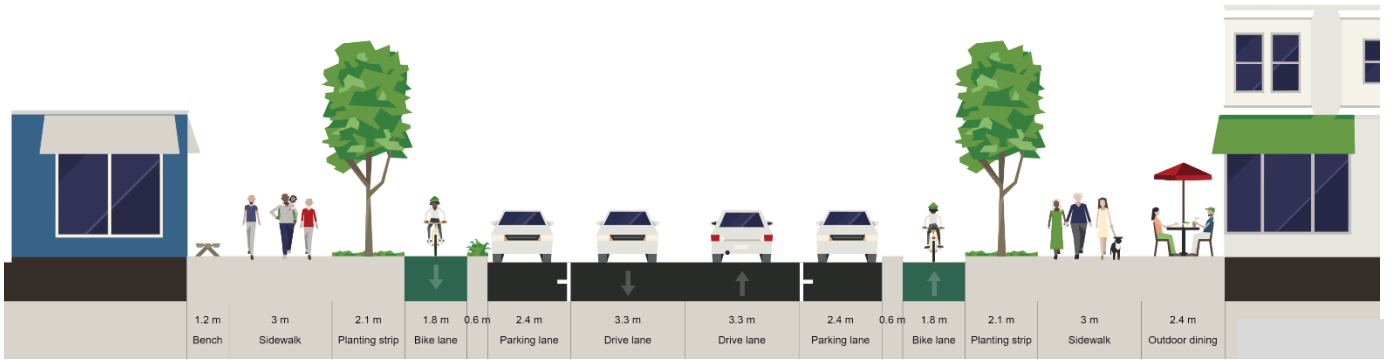 1.2 m 3 m 2.1 m 1.8 m 0.6 m 2.4 m 3.3 m 3.3 m 2.4 m 0.6 m 1.8 m 2.1 m 3 m 2.4 m
Bench Sidewalk Planting strip Bike lane Parking lane Drive lane Drive lane Parking lane Bike lane Planting strip Sidewalk Outdoor dining